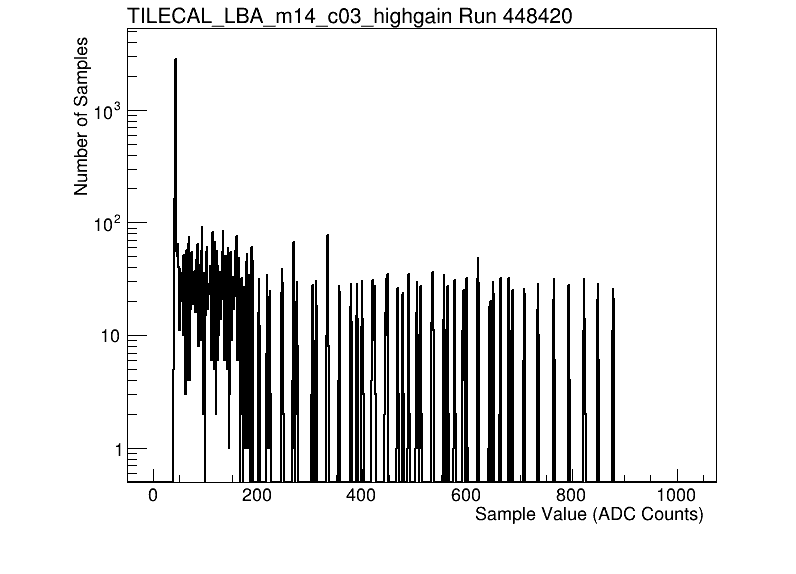 TILECAL_LBA_m14_c03_highgain Run 448420
Number of Samples
10³
10²
10
1
0 200 400 600 800 1000
Sample Value (ADC Counts)